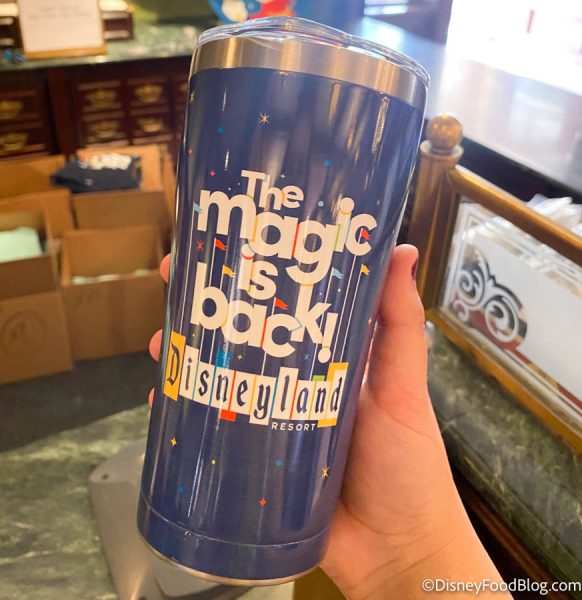 The
magic
is
back!
Disneyland
RESORT
©DisneyFoodBlog.com